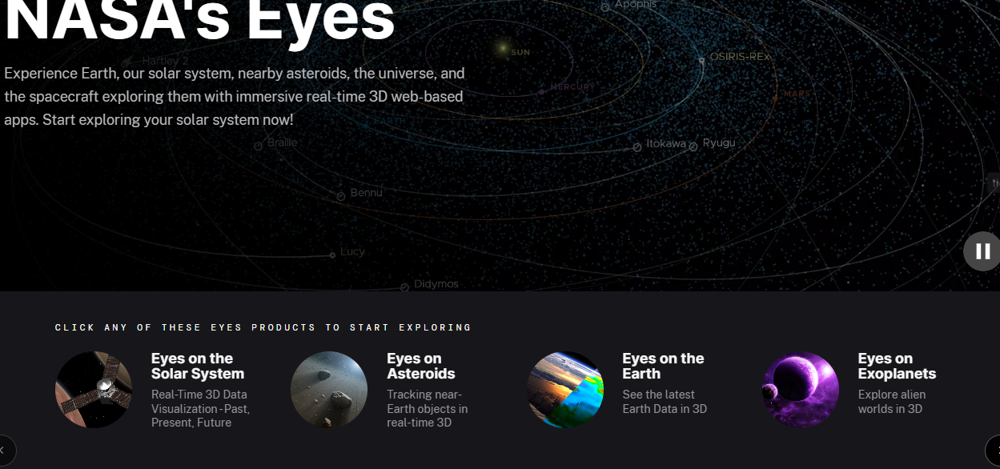 NASA's Eyes
Apophis
SUN
Hartley 2
OSIRIS-REx
Experience Earth, our solar system, nearby asteroids, the universe, and
MERCURY
the spacecraft exploring them with immersive real-time 3D web-based
MARS
apps. Start exploring your solar system now!
EARTH
Braille
Itokawa
Ryugu
Bennu
Lucy
Didymos
CLICK ANY OF THESE EYES PRODUCTS TO START EXPLORING
Eyes on the
Solar System
Real-Time 3D Data
Visualization - Past,
Present, Future
Eyes on
Asteroids
Tracking near-
Earth objects in
real-time 3D
Eyes on the
Earth
See the latest
Earth Data in 3D
Eyes on
Exoplanets
Explore alien
worlds in 3D